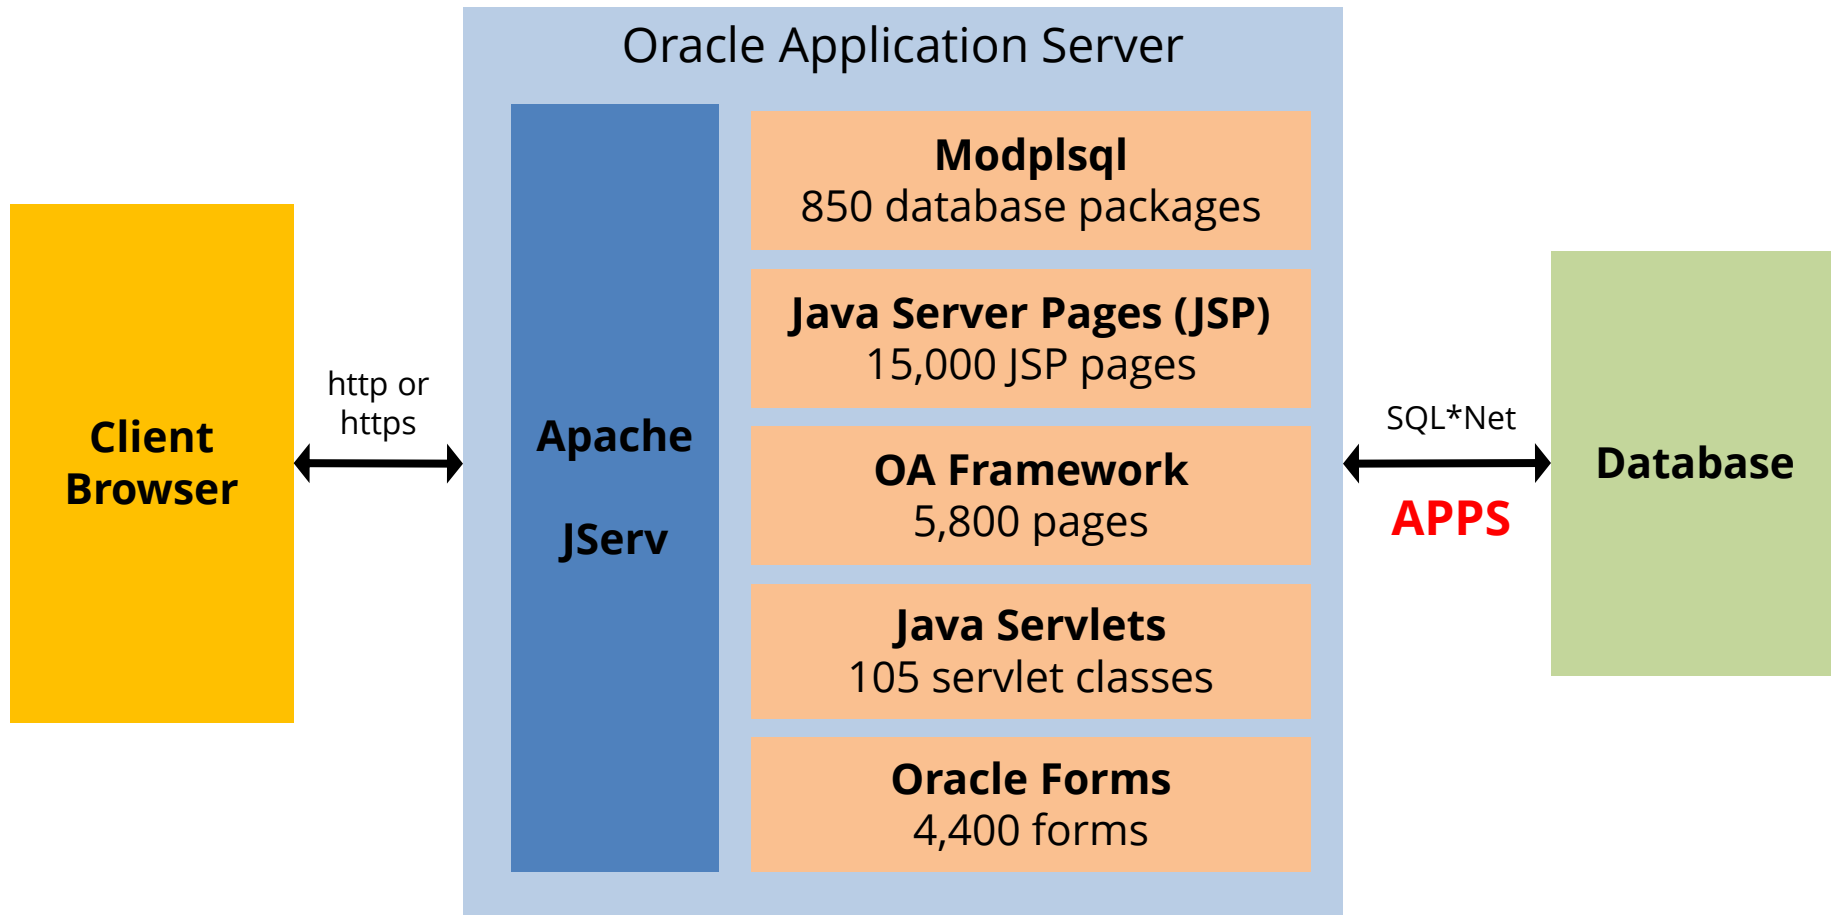 Oracle Application Server
Client
Browser
http or
https
Apache
JServ
Modplsql
850 database packages
Java Server Pages (JSP)
15,000 JSP pages
OA Framework
5,800 pages
Java Servlets
105 servlet classes
Oracle Forms
4,400 forms
SQL*Net
APPS
Database